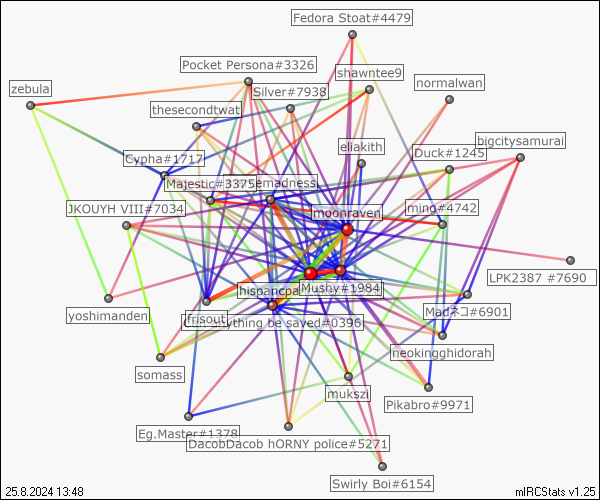 Fedora Stoat#4479
Pocket Persona#3326
shawntee9
normalwan
zebula
Silver#7938
thesecondtwat
eliakith
bigcitysamurai
Cypha#1717
Duck#1245
Majestic#3375
emadness
JKOUYH VIII#7034
moonraven
ming#4742
LPK2387 #7690
hispancpa
Mushy#1984
yoshimanden
frisout
ything be saved#0396
Madネコ#6901
neokingghidorah
somass
mukszi
Pikabro#9971
Eg.Master#1378
DacobDacob hORNY police#5271
Swirly Boi#6154
25.8.2024 13:48
mIRCStats v1.25